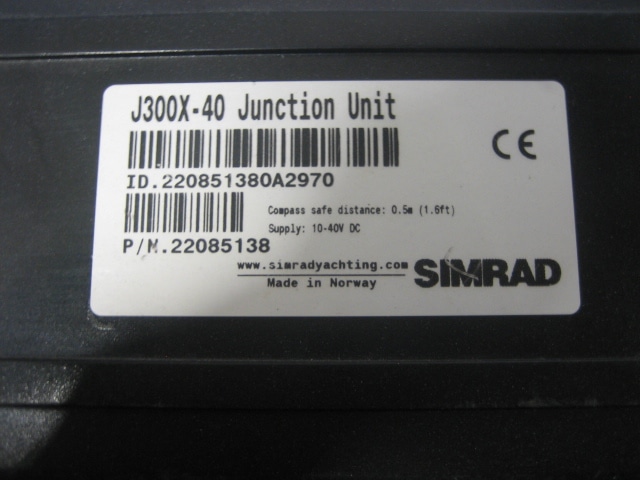 J300X-40 Junction Unit
CE
ID.220851380A2970
Compass safe distance: 0.5m (1.6ft)
Supply: 10-40V DC
P/N.22085138
www.simradyachting.com
Made in Norway
SIMRAD